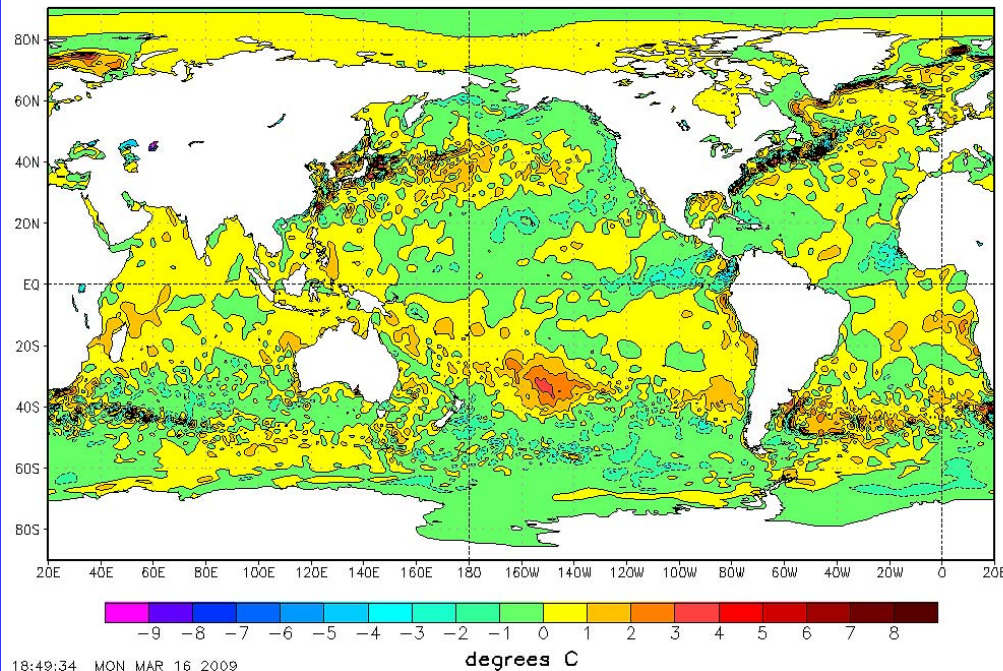 80N
60N
40N
20N
EQ
20S
40S
60S
80S
20E 40E 60E 80E 100E 120E 140E 160E 180 160W 140W 120W 100W 80W 60W 40W 20W 0 20E
-9 -8 -7 -6 -5 -4 -3 -2 -1 0 1 2 3 4 5 6 7 8
degrees C
18:49:34 MON MAR 16 2009